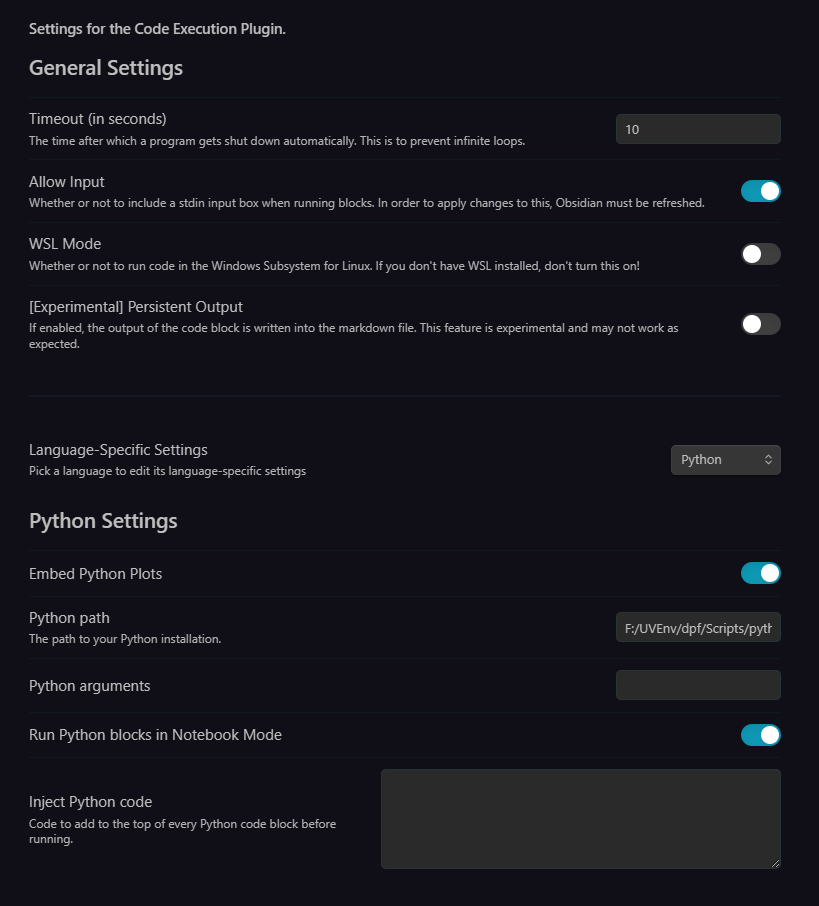 Settings for the Code Execution Plugin.
General Settings
Timeout (in seconds)
The time after which a program gets shut down automatically. This is to prevent infinite loops.
10
Allow Input
Whether or not to include a stdin input box when running blocks. In order to apply changes to this, Obsidian must be refreshed.
WSL Mode
Whether or not to run code in the Windows Subsystem for Linux. If you don't have WSL installed, don't turn this on!
[Experimental] Persistent Output
If enabled, the output of the code block is written into the markdown file. This feature is experimental and may not work as
expected.
Language-Specific Settings
Pick a language to edit its language-specific settings
Python
Python Settings
Embed Python Plots
Python path
The path to your Python installation.
F:/UVEnv/dpf/Scripts/pyth
Python arguments
Run Python blocks in Notebook Mode
Inject Python code
Code to add to the top of every Python code block before
running.